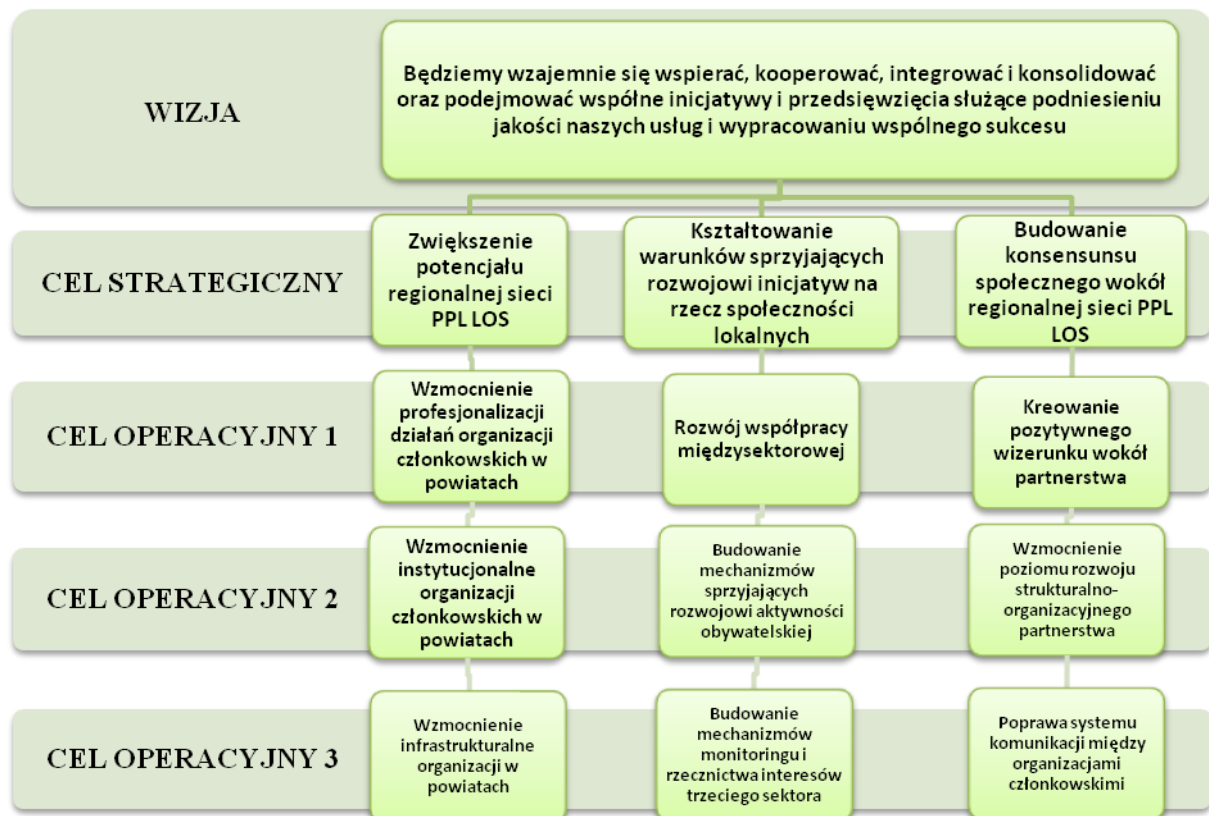 WIZJA
Będziemy wzajemnie się wspierać, kooperować, integrować i konsolidować
oraz podejmować wspólne inicjatywy i przedsięwzięcia służące podniesieniu
jakości naszych usług i wypracowaniu wspólnego sukcesu
CEL STRATEGICZNY
Zwiększenie
potencjału
regionalnej sieci
PPL LOS
Kształtowanie
warunków sprzyjających
rozwojowi inicjatyw na
rzecz społeczności
lokalnych
Budowanie
konsensunsu
społecznego wokół
regionalnej sieci PPL
LOS
CEL OPERACYJNY 1
Wzmocnienie
profesjonalizacji
działań organizacji
członkowskich w
powiatach
Rozwój współpracy
międzysektorowej
Kreowanie
pozytywnego
wizerunku wokół
partnerstwa
CEL OPERACYJNY 2
Wzmocnienie
instytucjonalne
organizacji
członkowskich w
powiatach
Budowanie
mechanizmów
sprzyjających
rozwojowi aktywności
obywatelskiej
Wzmocnienie
poziomu rozwoju
strukturalno-
organizacyjnego
partnerstwa
CEL OPERACYJNY 3
Wzmocnienie
infrastrukturalne
organizacji w
powiatach
Budowanie
mechanizmów
monitoringu i
rzecznictwa interesów
trzeciego sektora
Poprawa systemu
komunikacji między
organizacjami
członkowskimi